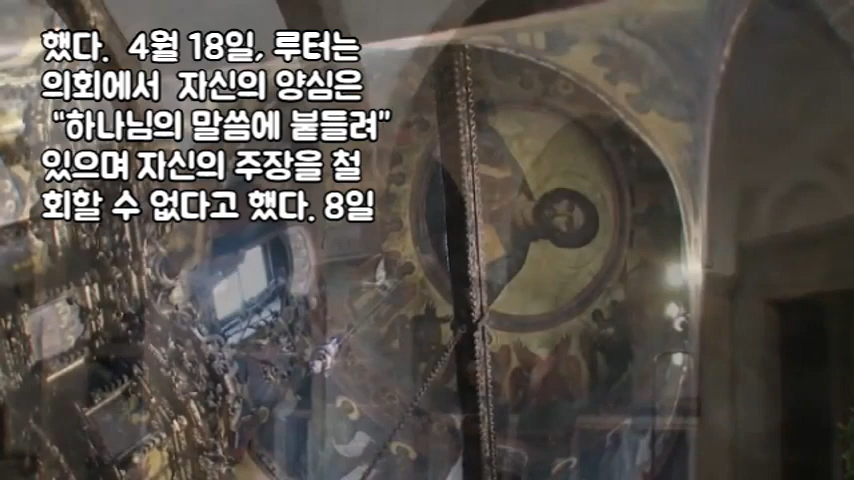 했다. 4월 18일, 루터는
의회에서 자신의 양심은
“하나님의 말씀에 붙들려”
있으며 자신의 주장을 철
회할 수 없다고 했다. 8일